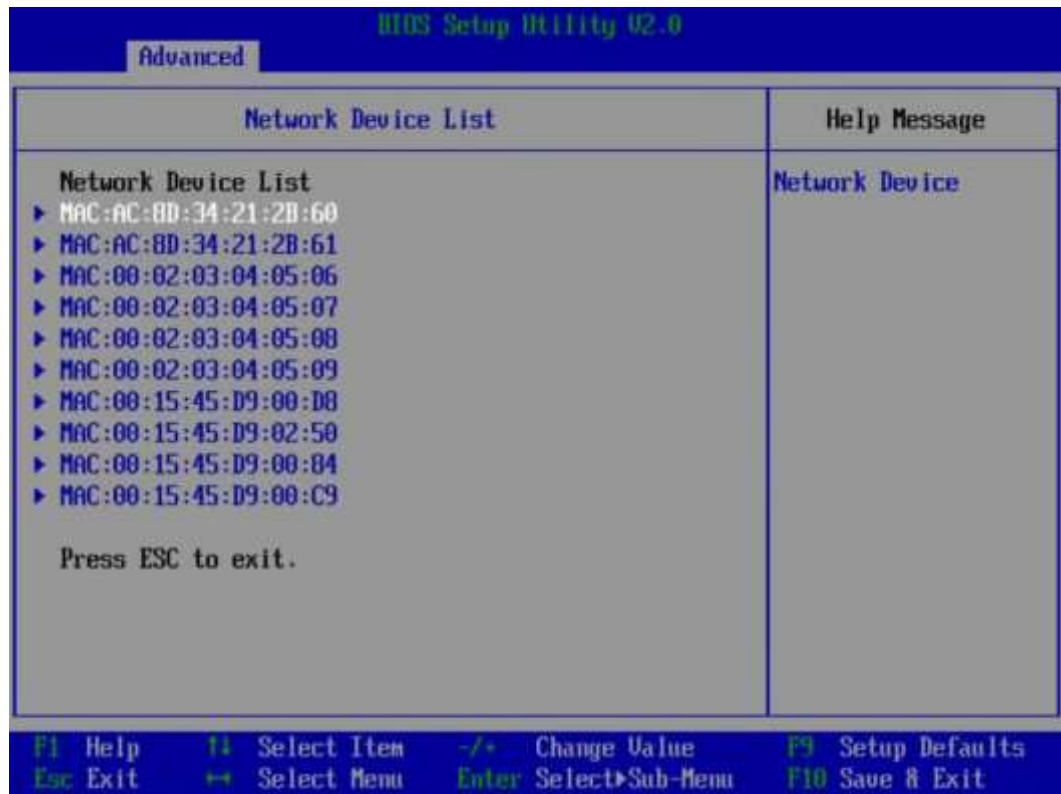 BIOS Setup Utility V2.0
Advanced
Network Device List
Help Message
Network Device List
▶ MAC:AC:8D:34:21:2B:60
▶ MAC:AC:8D:34:21:2B:61
▶ MAC:00:02:03:04:05:06
▶ MAC:00:02:03:04:05:07
▶ MAC:00:02:03:04:05:08
▶ MAC:00:02:03:04:05:09
▶ MAC:00:15:45:D9:00:D8
▶ MAC:00:15:45:D9:02:50
▶ MAC:00:15:45:D9:00:84
▶ MAC:00:15:45:D9:00:C9
Press ESC to exit.
Network Device
F1 Help ↑↓ Select Item -/+ Change Value F9 Setup Defaults
Esc Exit ↔ Select Menu Enter Select▶Sub-Menu F10 Save & Exit